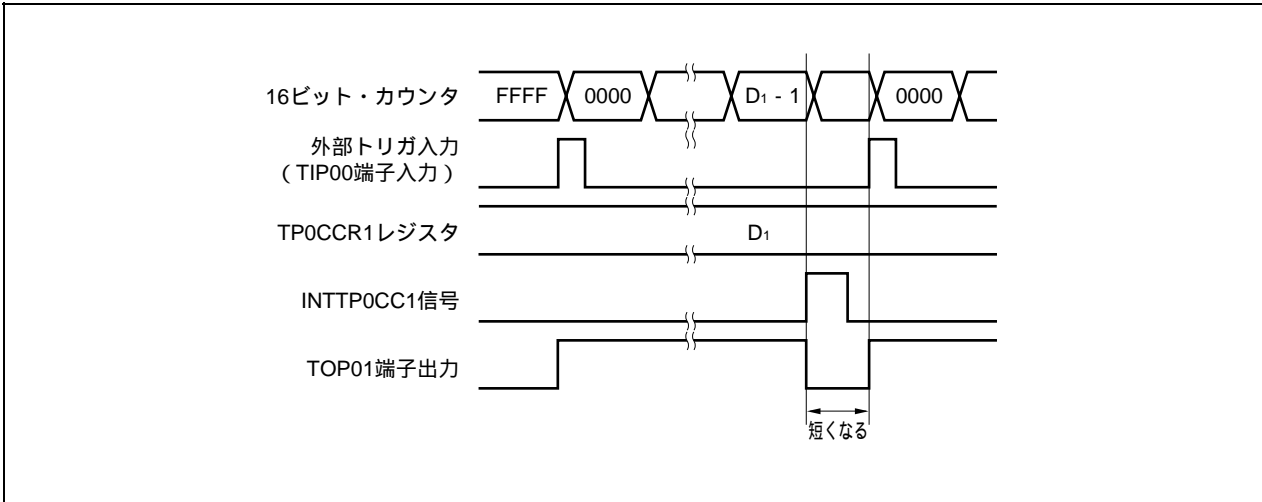 16ビット・カウンタ FFFF 0000 D1 - 1 0000
外部トリガ入力
(TIP00端子入力)
TP0CCR1レジスタ D1
INTTP0CC1信号
TOP01端子出力
短くなる